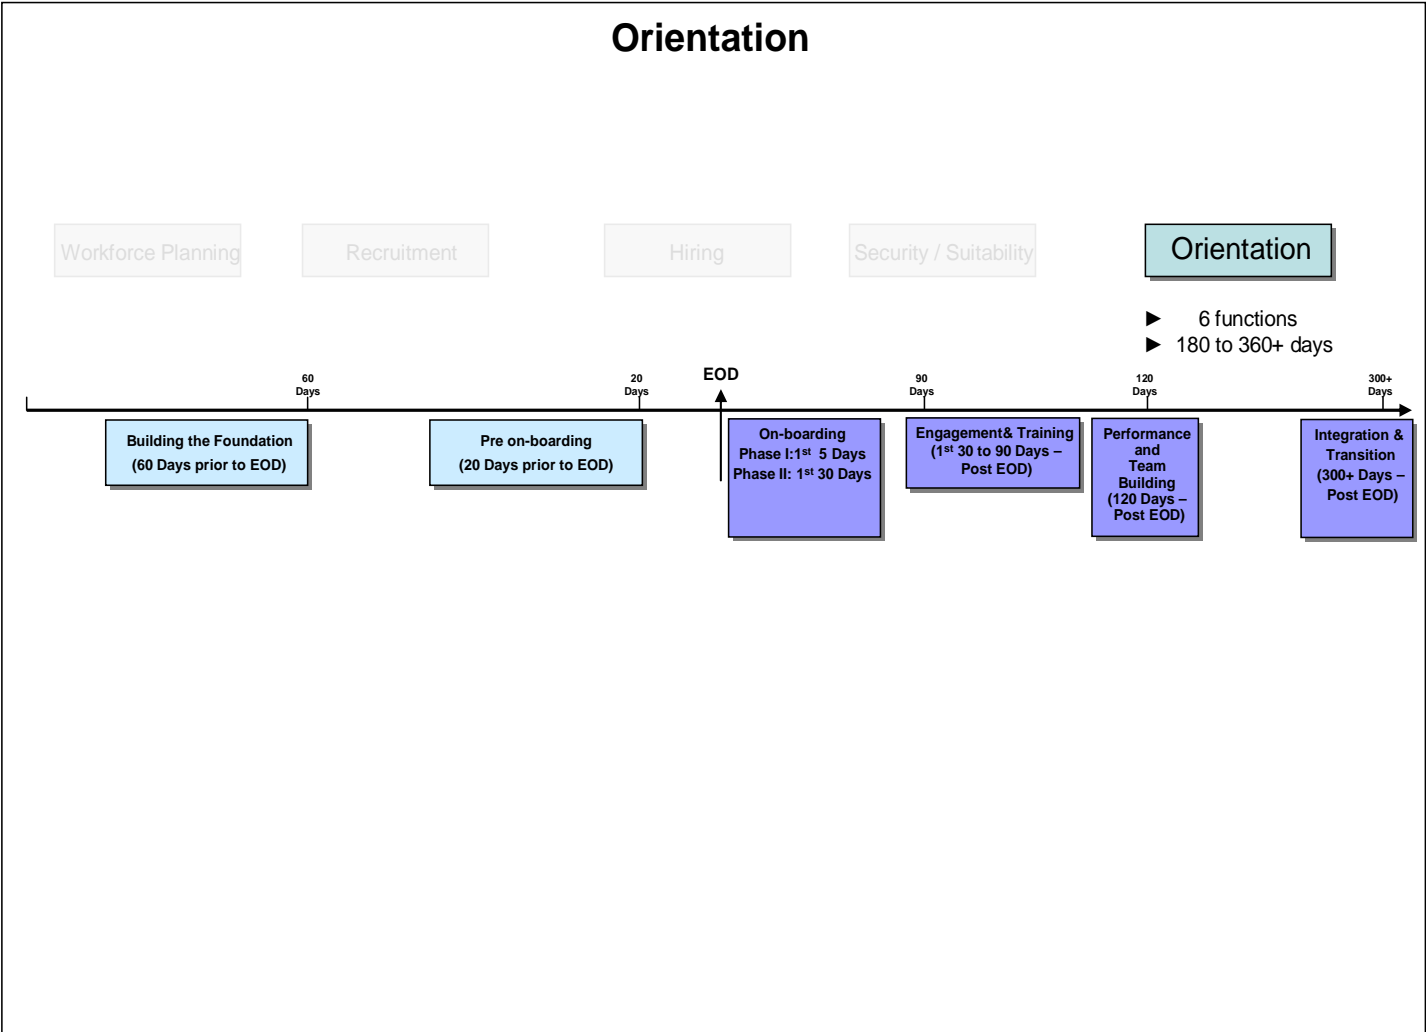 Orientation
Workforce Planning
Recruitment
Hiring
Security / Suitability
Orientation
► 6 functions
► 180 to 360+ days
60
Days
20
Days
EOD
90
Days
120
Days
300+
Days
Building the Foundation
(60 Days prior to EOD)
Pre on-boarding
(20 Days prior to EOD)
On-boarding
Phase I:1st 5 Days
Phase II: 1st 30 Days
Engagement& Training
(1st 30 to 90 Days –
Post EOD)
Performance
and
Team
Building
(120 Days –
Post EOD)
Integration &
Transition
(300+ Days –
Post EOD)